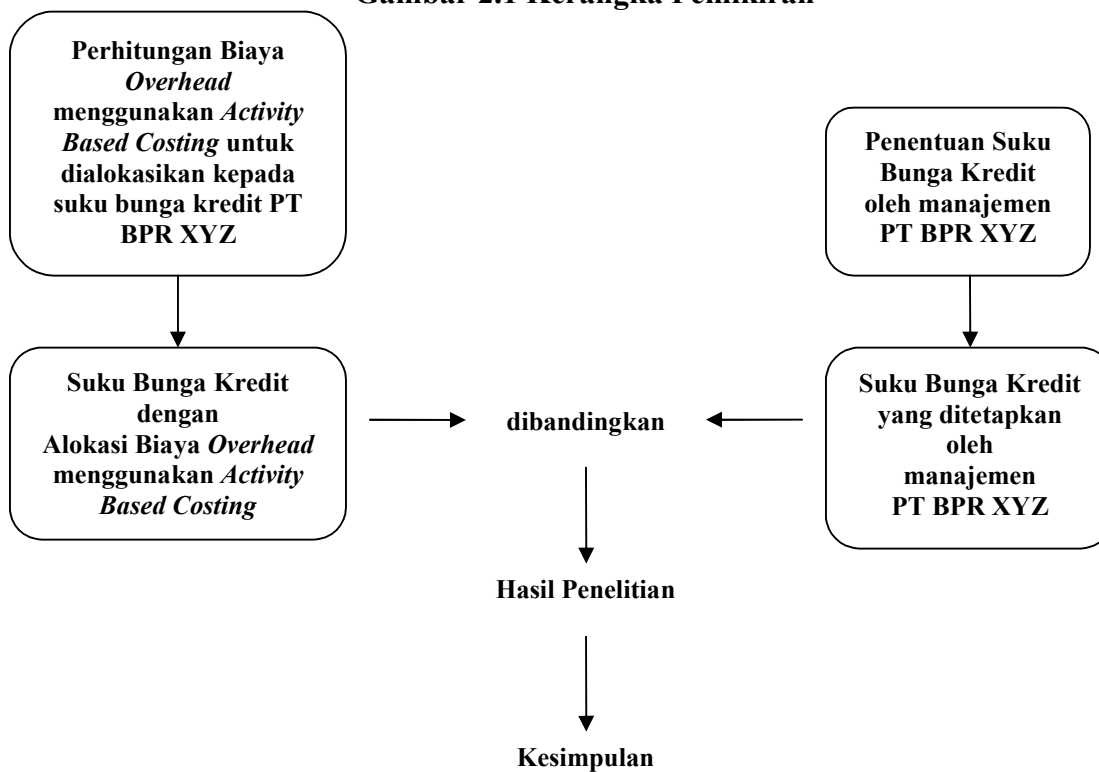 Gambar 2.1 Kerangka Pemikiran
Perhitungan Biaya
Overhead
menggunakan Activity
Based Costing untuk
dialokasikan kepada
suku bunga kredit PT
BPR XYZ
Penentuan Suku
Bunga Kredit
oleh manajemen
PT BPR XYZ
Suku Bunga Kredit
dengan
Alokasi Biaya Overhead
menggunakan Activity
Based Costing
dibandingkan
Suku Bunga Kredit
yang ditetapkan
oleh
manajemen
PT BPR XYZ
Hasil Penelitian
Kesimpulan